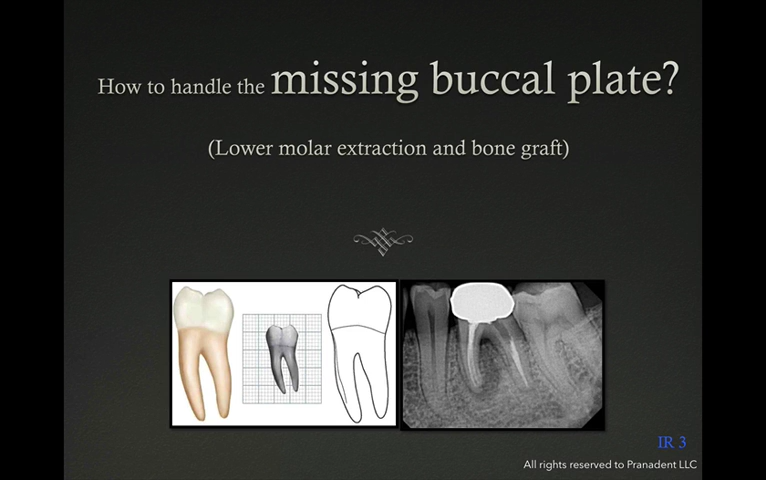 How to handle the missing buccal plate?
(Lower molar extraction and bone graft)
IR 3
All rights reserved to Pranadent LLC